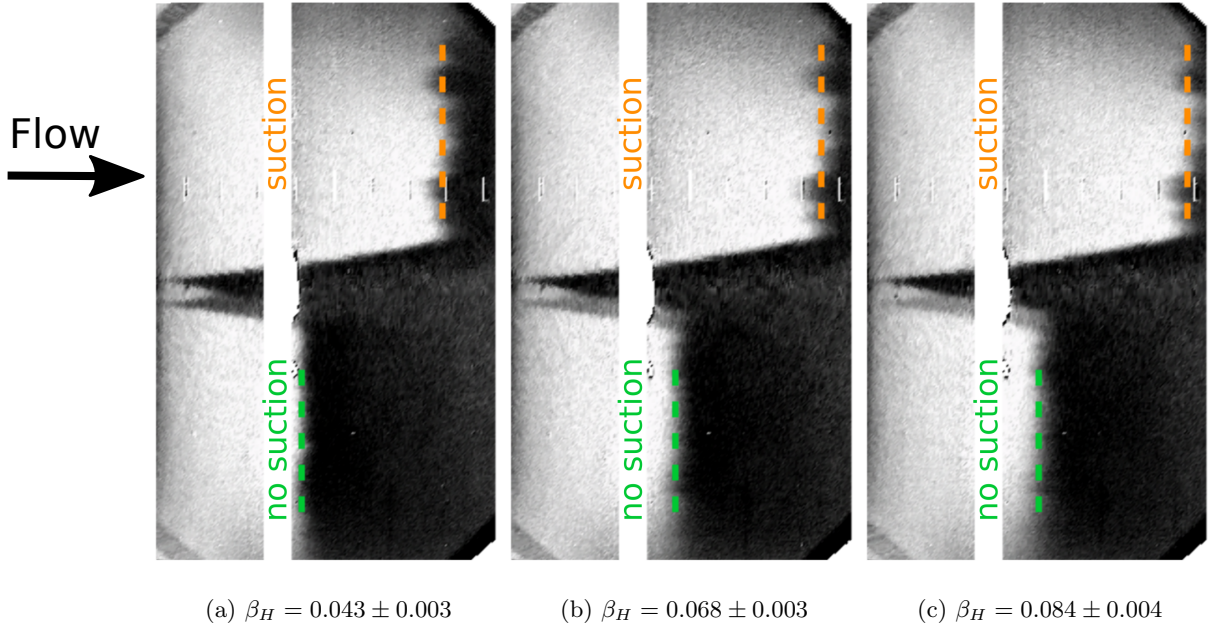 Flow
suction
no suction
suction
no suction
suction
no suction
(a) β_H = 0.043 ± 0.003
(b) β_H = 0.068 ± 0.003
(c) β_H = 0.084 ± 0.004